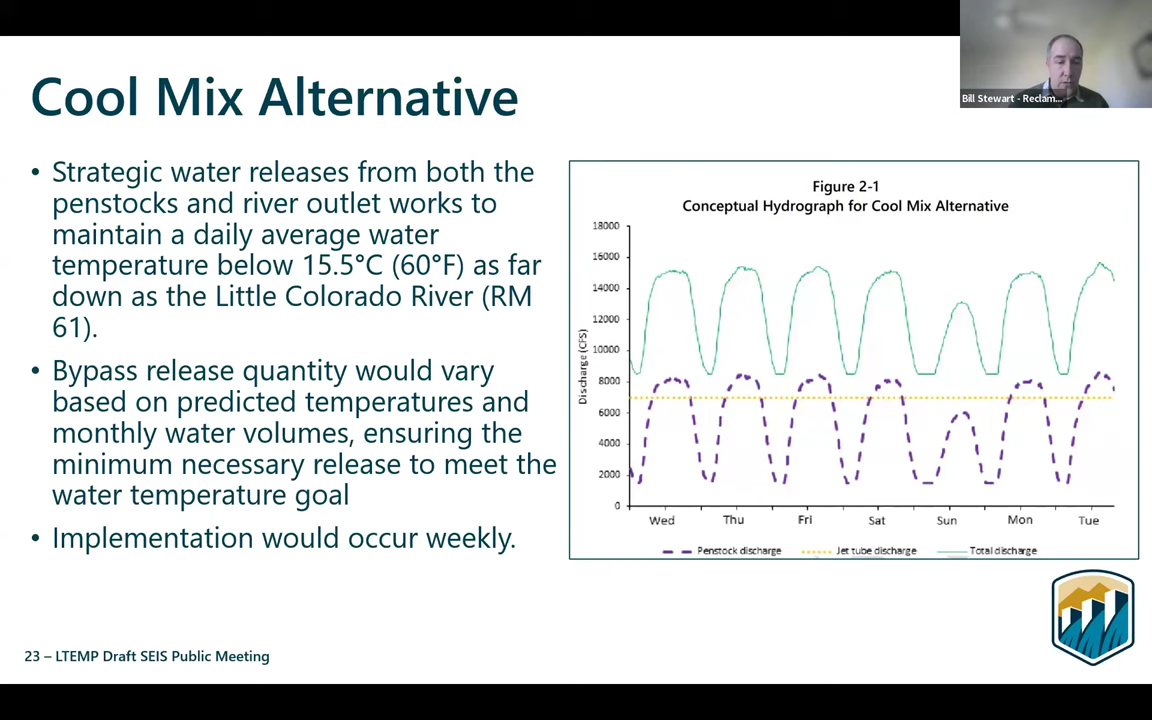 Cool Mix Alternative
Bill Stewart - Reclam...
• Strategic water releases from both the
penstocks and river outlet works to
maintain a daily average water
temperature below 15.5°C (60°F) as far
down as the Little Colorado River (RM
61).
• Bypass release quantity would vary
based on predicted temperatures and
monthly water volumes, ensuring the
minimum necessary release to meet the
water temperature goal
• Implementation would occur weekly.
Figure 2-1
Conceptual Hydrograph for Cool Mix Alternative
Discharge (CFS)
18000
16000
14000
12000
10000
8000
6000
4000
2000
0
Wed Thu Fri Sat Sun Mon Tue
Penstock discharge Jet tube discharge Total discharge
23 – LTEMP Draft SEIS Public Meeting